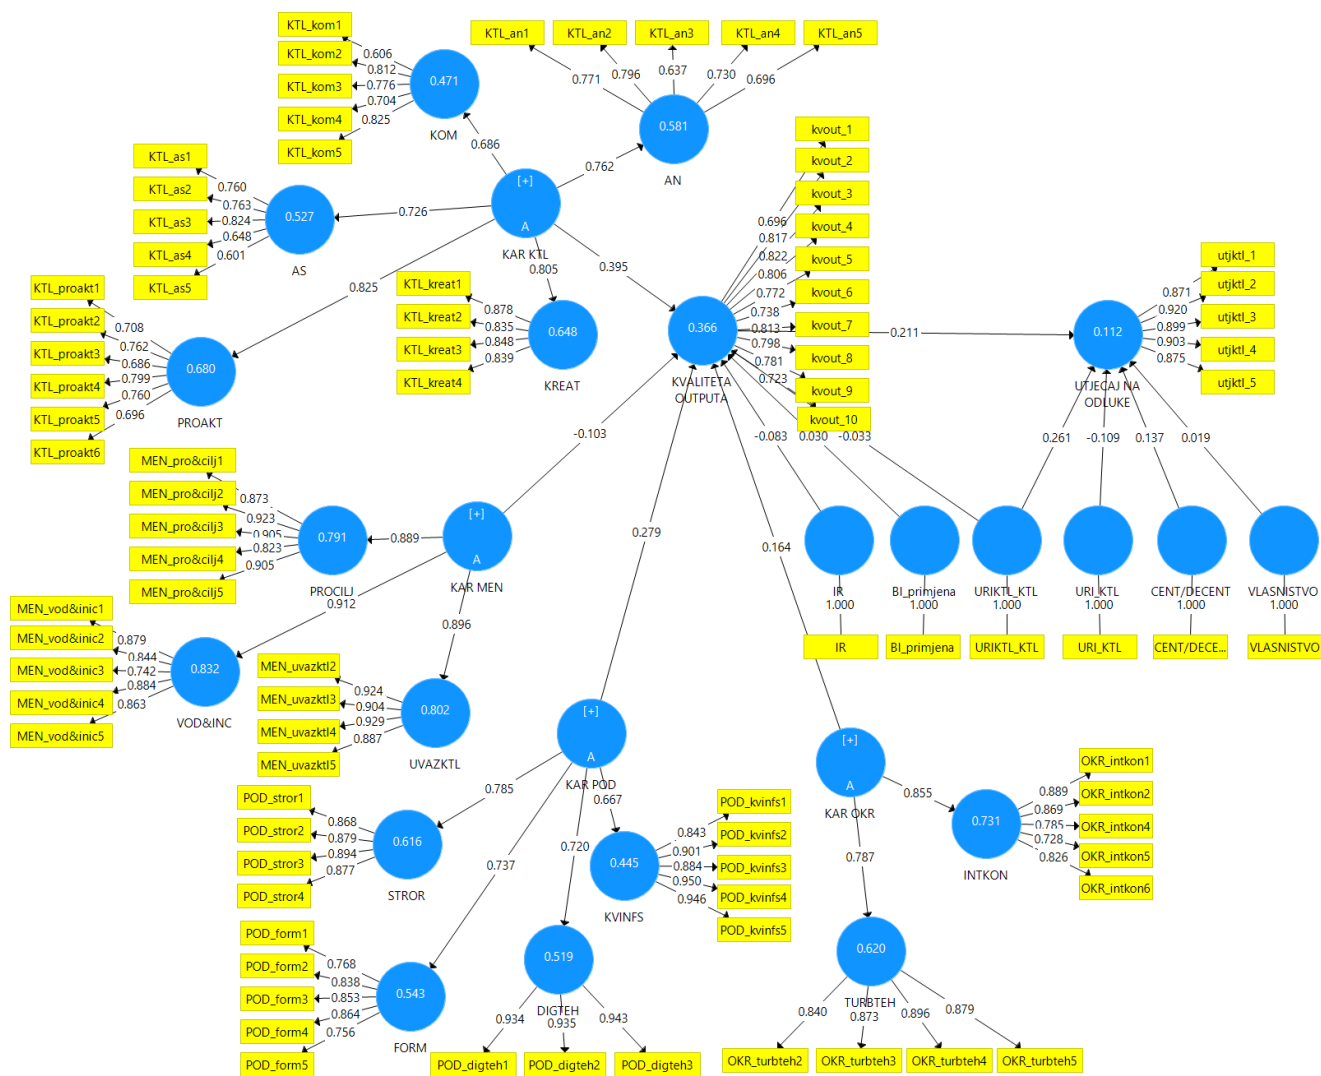 KTL_kom1
KTL_kom2
KTL_kom3
KTL_kom4
KTL_kom5
0.606
0.812
0.776
0.704
0.825
0.471
KOM
0.686
KTL_an1
KTL_an2
KTL_an3
KTL_an4
KTL_an5
0.771
0.796
0.637
0.730
0.696
0.581
AN
0.762
KTL_as1
KTL_as2
KTL_as3
KTL_as4
KTL_as5
0.760
0.763
0.824
0.648
0.601
0.527
AS
0.726
[+]
A
KAR KTL
0.805
0.395
0.825
KTL_proakt1
KTL_proakt2
KTL_proakt3
KTL_proakt4
KTL_proakt5
KTL_proakt6
0.708
0.762
0.686
0.799
0.760
0.696
0.680
PROAKT
KTL_kreat1
KTL_kreat2
KTL_kreat3
KTL_kreat4
0.878
0.835
0.848
0.839
0.648
KREAT
kvout_1
kvout_2
kvout_3
kvout_4
kvout_5
kvout_6
kvout_7
kvout_8
kvout_9
kvout_10
0.696
0.817
0.822
0.806
0.772
0.738
0.813
0.798
0.781
0.723
0.366
KVALITETA
OUTPUTA
0.211
utjktl_1
utjktl_2
utjktl_3
utjktl_4
utjktl_5
0.871
0.920
0.899
0.903
0.875
0.112
UTJECAJ NA
ODLUKE
-0.103
-0.083
0.030
-0.033
0.261
-0.109
0.137
0.019
MEN_pro&cilj1
MEN_pro&cilj2
MEN_pro&cilj3
MEN_pro&cilj4
MEN_pro&cilj5
0.873
0.923
0.905
0.823
0.905
0.791
PROCILJ
0.889
[+]
A
KAR MEN
0.912
0.896
0.279
0.164
IR
BI_primjena
URIKTL_KTL
URI_KTL
CENT/DECENT
VLASNISTVO
1.000
1.000
1.000
1.000
1.000
1.000
IR
BI_primjena
URIKTL_KTL
URI_KTL
CENT/DECE...
VLASNISTVO
MEN_vod&inic1
MEN_vod&inic2
MEN_vod&inic3
MEN_vod&inic4
MEN_vod&inic5
0.879
0.844
0.742
0.884
0.863
0.832
VOD&INC
MEN_uvazktl2
MEN_uvazktl3
MEN_uvazktl4
MEN_uvazktl5
0.924
0.904
0.929
0.887
0.802
UVAZKTL
[+]
A
KAR POD
0.785
0.737
0.720
0.667
[+]
A
KAR OKR
0.855
0.787
POD_stror1
POD_stror2
POD_stror3
POD_stror4
0.868
0.879
0.894
0.877
0.616
STROR
POD_kvinfs1
POD_kvinfs2
POD_kvinfs3
POD_kvinfs4
POD_kvinfs5
0.843
0.901
0.884
0.950
0.946
0.445
KVINFS
OKR_intkon1
OKR_intkon2
OKR_intkon4
OKR_intkon5
OKR_intkon6
0.889
0.869
0.785
0.728
0.826
0.731
INTKON
POD_form1
POD_form2
POD_form3
POD_form4
POD_form5
0.768
0.838
0.853
0.864
0.756
0.543
FORM
0.519
DIGTEH
0.934
0.935
0.943
POD_digteh1
POD_digteh2
POD_digteh3
0.620
TURBTEH
0.840
0.873
0.896
0.879
OKR_turbteh2
OKR_turbteh3
OKR_turbteh4
OKR_turbteh5